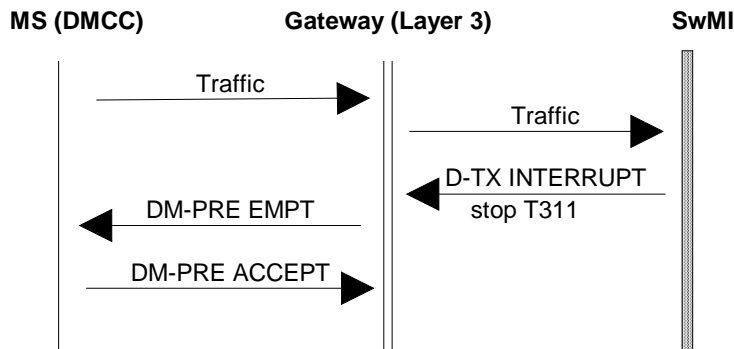 MS (DMCC) Gateway (Layer 3) SwMI
Traffic
Traffic
D-TX INTERRUPT
stop T311
DM-PRE EMPT
DM-PRE ACCEPT